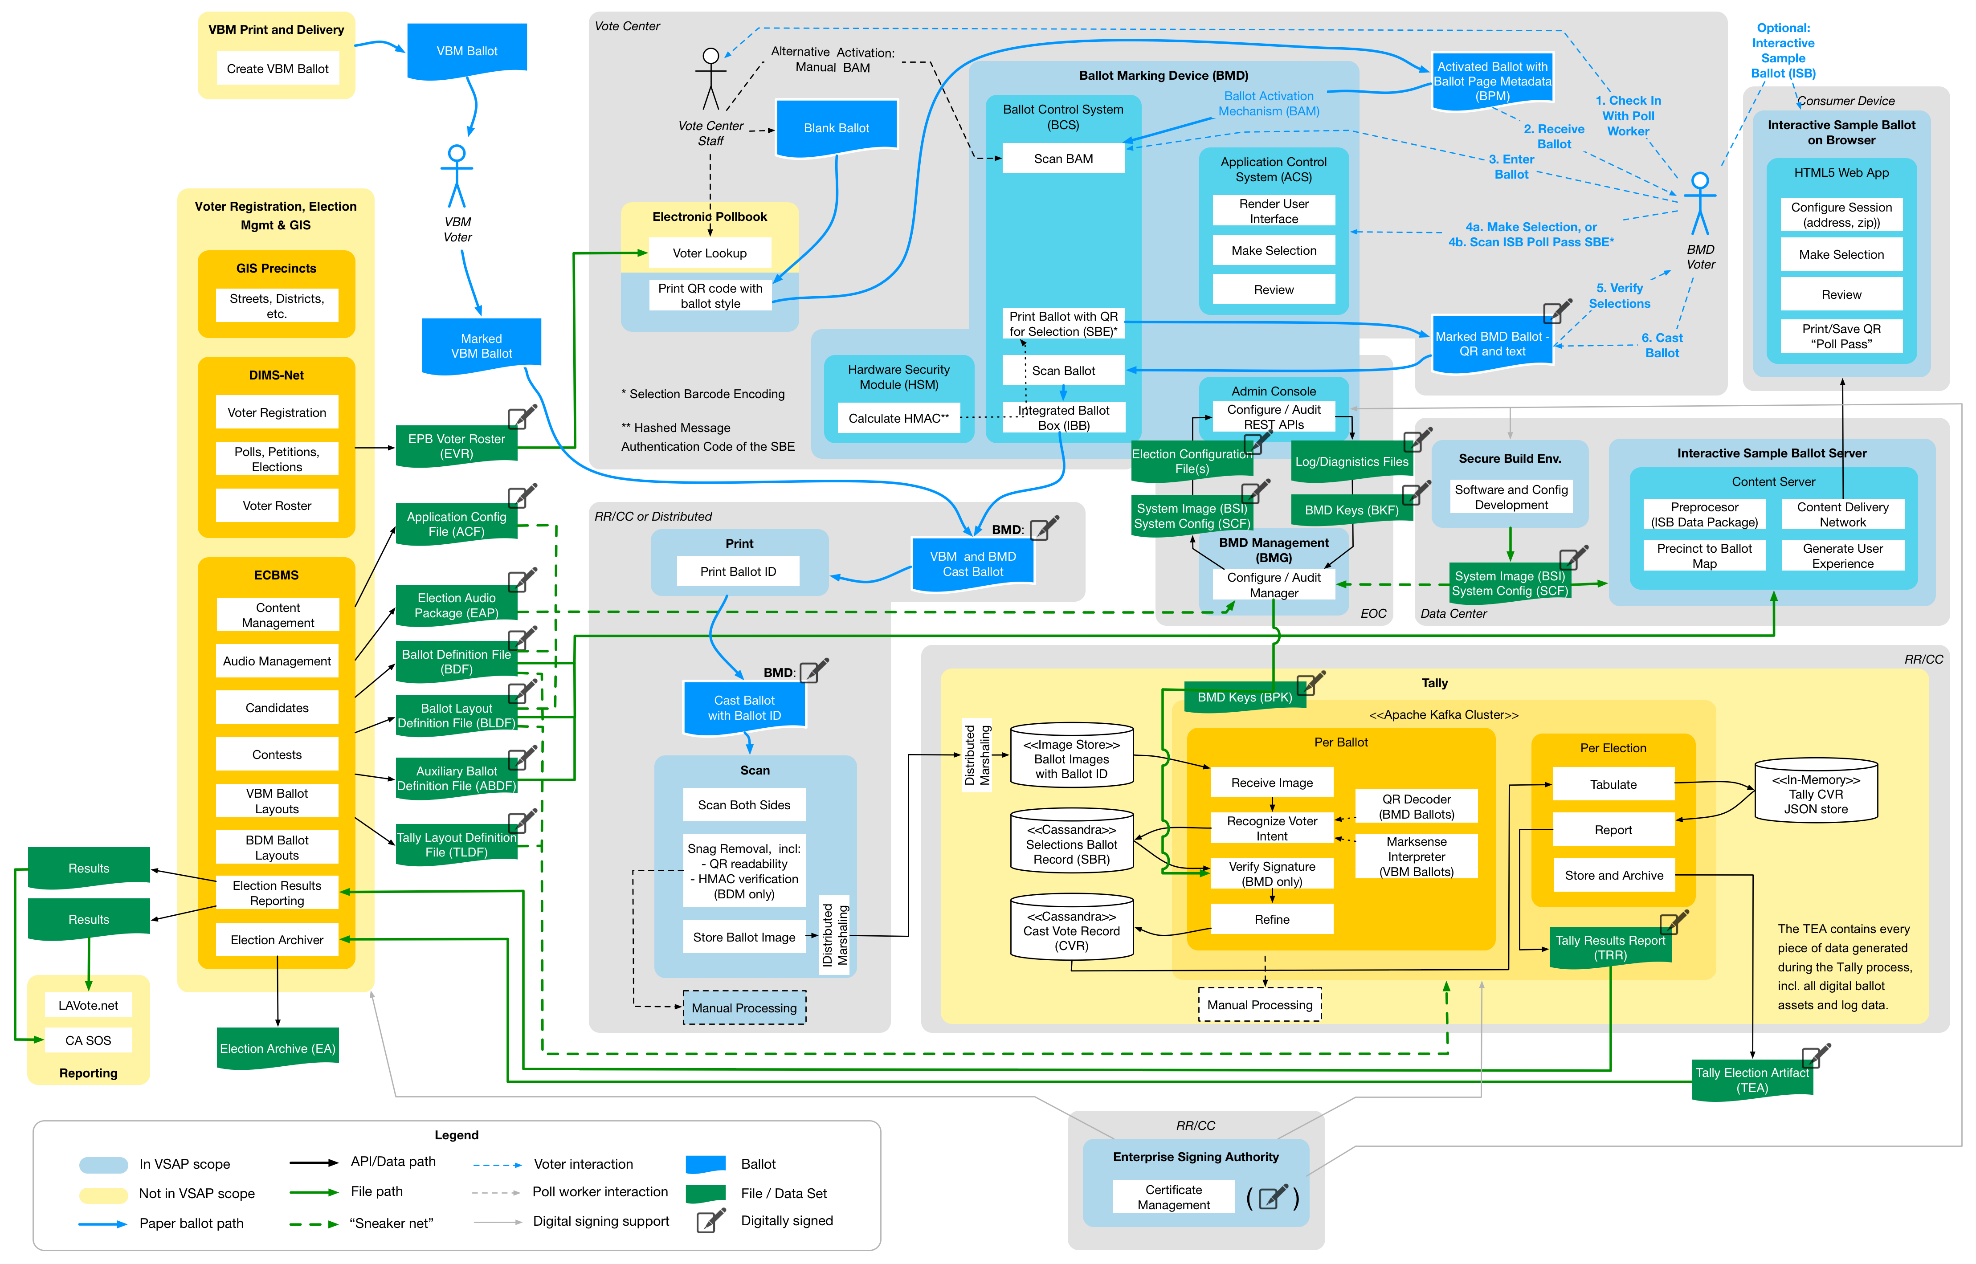 VBM Print and Delivery
Create VBM Ballot
VBM Ballot
VBM
Voter
Marked
VBM Ballot
Vote Center
Vote Center
Staff
Alternative Activation:
Manual BAM
Blank Ballot
Electronic Pollbook
Voter Lookup
Print QR code with
ballot style
* Selection Barcode Encoding
** Hashed Message
Authentication Code of the SBE
Ballot Marking Device (BMD)
Ballot Control System
(BCS)
Scan BAM
Print Ballot with QR
for Selection (SBE)*
Scan Ballot
Integrated Ballot
Box (IBB)
Hardware Security
Module (HSM)
Calculate HMAC**
Ballot Activation
Mechanism (BAM)
Application Control
System (ACS)
Render User
Interface
Make Selection
Review
Admin Console
Configure / Audit
REST APIs
Activated Ballot with
Ballot Page Metadata
(BPM)
1. Check In
With Poll
Worker
2. Receive
Ballot
3. Enter
Ballot
4a. Make Selection, or
4b. Scan ISB Poll Pass SBE*
5. Verify
Selections
6. Cast
Ballot
BMD
Voter
Marked BMD Ballot -
QR and text
Optional:
Interactive
Sample
Ballot (ISB)
Consumer Device
Interactive Sample Ballot
on Browser
HTML5 Web App
Configure Session
(address, zip))
Make Selection
Review
Print/Save QR
“Poll Pass”
Voter Registration, Election
Mgmt & GIS
GIS Precincts
Streets, Districts,
etc.
DIMS-Net
Voter Registration
Polls, Petitions,
Elections
Voter Roster
ECBMS
Content
Management
Audio Management
Candidates
Contests
VBM Ballot
Layouts
BDM Ballot
Layouts
Election Results
Reporting
Election Archiver
EPB Voter Roster
(EVR)
Application Config
File (ACF)
Election Audio
Package (EAP)
Ballot Definition File
(BDF)
Ballot Layout
Definition File (BLDF)
Auxiliary Ballot
Definition File (ABDF)
Tally Layout Definition
File (TLDF)
Results
Results
LAVote.net
CA SOS
Reporting
Election Archive (EA)
RR/CC or Distributed
Print
Print Ballot ID
BMD:
VBM and BMD
Cast Ballot
BMD:
Cast Ballot
with Ballot ID
Scan
Scan Both Sides
Snag Removal, incl:
- QR readability
- HMAC verification
(BDM only)
Store Ballot Image
IDistributed
Marshaling
Manual Processing
Election Configuration
File(s)
System Image (BSI)
System Config (SCF)
Log/Diagnostics Files
BMD Keys (BKF)
BMD Management
(BMG)
Configure / Audit
Manager
EOC
Secure Build Env.
Software and Config
Development
System Image (BSI)
System Config (SCF)
Data Center
Interactive Sample Ballot Server
Content Server
Preprocesor
(ISB Data Package)
Content Delivery
Network
Precinct to Ballot
Map
Generate User
Experience
RR/CC
Tally
BMD Keys (BPK)
<<Apache Kafka Cluster>>
Distributed
Marshaling
<<Image Store>>
Ballot Images
with Ballot ID
<<Cassandra>>
Selections Ballot
Record (SBR)
<<Cassandra>>
Cast Vote Record
(CVR)
Per Ballot
Receive Image
Recognize Voter
Intent
Verify Signature
(BMD only)
Refine
QR Decoder
(BMD Ballots)
Marksense
Interpreter
(VBM Ballots)
Manual Processing
Per Election
Tabulate
Report
Store and Archive
<<In-Memory>>
Tally CVR
JSON store
Tally Results Report
(TRR)
The TEA contains every
piece of data generated
during the Tally process,
incl. all digital ballot
assets and log data.
Tally Election Artifact
(TEA)
RR/CC
Enterprise Signing Authority
Certificate
Management
( )
Legend
In VSAP scope
Not in VSAP scope
Paper ballot path
API/Data path
File path
“Sneaker net”
Voter interaction
Poll worker interaction
Digital signing support
Ballot
File / Data Set
Digitally signed